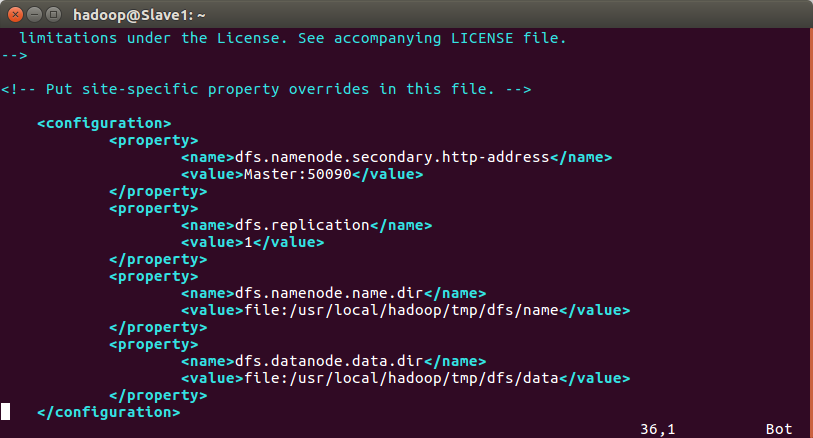 hadoop@Slave1: ~
limitations under the License. See accompanying LICENSE file.
-->
<!-- Put site-specific property overrides in this file. -->
<configuration>
<property>
<name>dfs.namenode.secondary.http-address</name>
<value>Master:50090</value>
</property>
<property>
<name>dfs.replication</name>
<value>1</value>
</property>
<property>
<name>dfs.namenode.name.dir</name>
<value>file:/usr/local/hadoop/tmp/dfs/name</value>
</property>
<property>
<name>dfs.datanode.data.dir</name>
<value>file:/usr/local/hadoop/tmp/dfs/data</value>
</property>
</configuration>
36,1 Bot